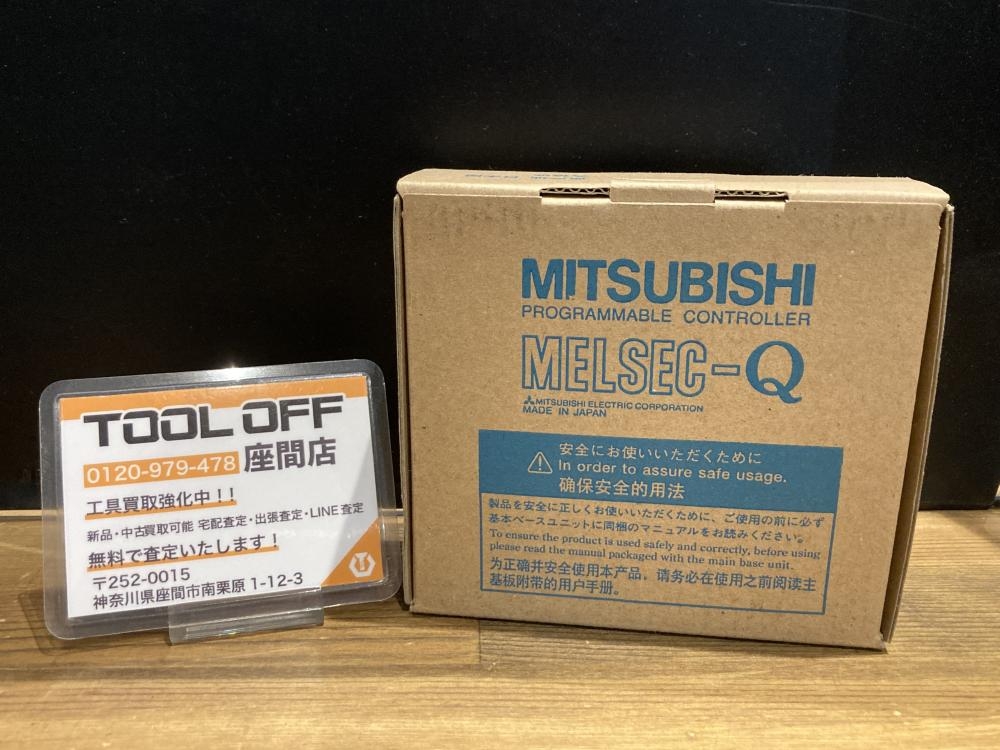 TOOL OFF
0120-979-478 座間店
工具買取強化中！！
新品・中古買取可能 宅配査定・出張査定・LINE査定
無料で査定いたします！
〒252-0015
神奈川県座間市南栗原1-12-3
MITSUBISHI
PROGRAMMABLE CONTROLLER
MELSEC-Q
MITSUBISHI ELECTRIC CORPORATION
MADE IN JAPAN
安全にお使いいただくために
In order to assure safe usage.
确保安全的用法
製品を安全に正しくお使いいただくために、ご使用の前に必ず
基本ベースユニットに同梱のマニュアルをお読みください。
To ensure the product is used safely and correctly, before using
please read the manual packaged with the main base unit.
为正确并安全使用本产品，请务必在使用之前阅读主
基板附带的用户手册。